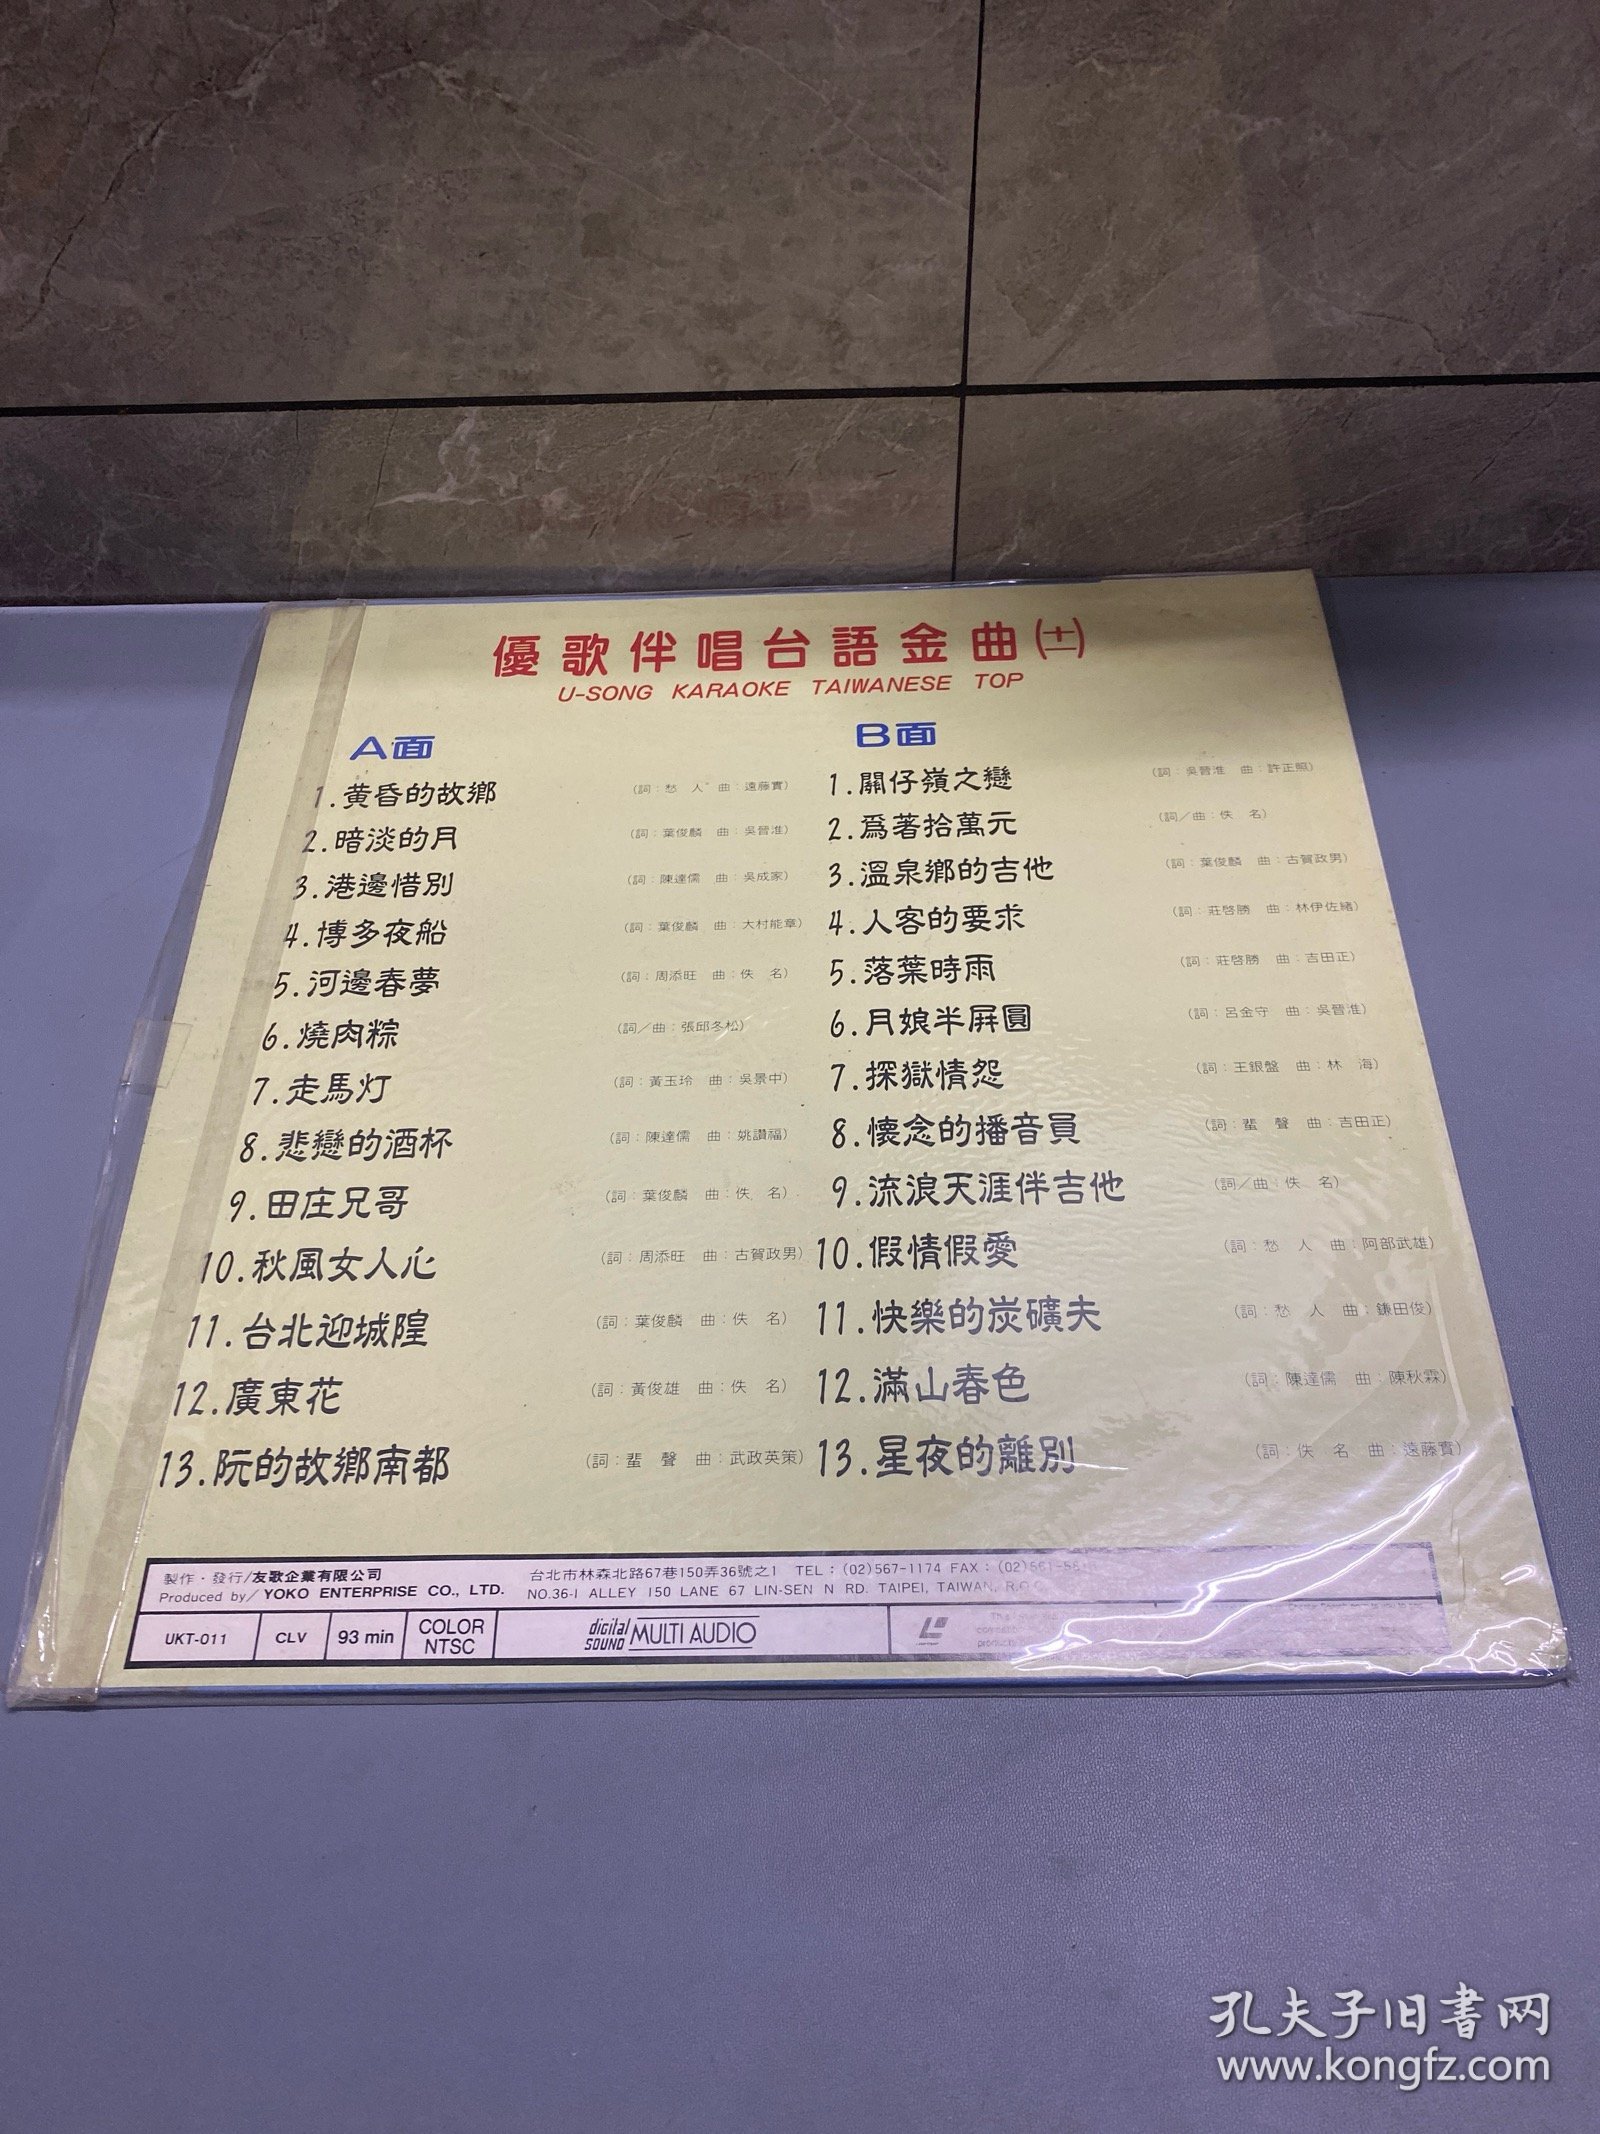 優歌伴唱台語金曲(十一)
U-SONG KARAOKE TAIWANESE TOP
A面
1.黄昏的故鄉 (詞:愁 人 曲:遠藤實)
2.暗淡的月 (詞:葉俊麟 曲:吳晉淮)
3.港邊惜別 (詞:陳達儒 曲:吳成家)
4.博多夜船 (詞:葉俊麟 曲:大村能章)
5.河邊春夢 (詞:周添旺 曲:佚 名)
6.燒肉粽 (詞/曲:張邱冬松)
7.走馬灯 (詞:黃玉玲 曲:吳景中)
8.悲戀的酒杯 (詞:陳達儒 曲:姚讚福)
9.田庄兄哥 (詞:葉俊麟 曲:佚 名)
10.秋風女人心 (詞:周添旺 曲:古賀政男)
11.台北迎城隍 (詞:葉俊麟 曲:佚 名)
12.廣東花 (詞:黃俊雄 曲:佚 名)
13.阮的故鄉南都 (詞:蜚 聲 曲:武政英策)
B面
1.關仔嶺之戀 (詞:吳晉淮 曲:許正照)
2.爲著拾萬元 (詞/曲:佚 名)
3.溫泉鄉的吉他 (詞:葉俊麟 曲:古賀政男)
4.人客的要求 (詞:莊啓勝 曲:林伊佐緒)
5.落葉時雨 (詞:莊啓勝 曲:吉田正)
6.月娘半屏圓 (詞:呂金守 曲:吳晉淮)
7.探獄情怨 (詞:王銀盤 曲:林 海)
8.懷念的播音員 (詞:蜚 聲 曲:吉田正)
9.流浪天涯伴吉他 (詞/曲:佚 名)
10.假情假愛 (詞:愁 人 曲:阿部武雄)
11.快樂的炭礦夫 (詞:愁 人 曲:鎌田俊)
12.滿山春色 (詞:陳達儒 曲:陳秋霖)
13.星夜的離別 (詞:佚 名 曲:遠藤實)
製作·發行/友歌企業有限公司
Produced by/ YOKO ENTERPRISE CO., LTD.
台北市林森北路67巷150弄36號之1 TEL:(02)567-1174 FAX:(02)561-58
NO.36-1 ALLEY 150 LANE 67 LIN-SEN N RD. TAIPEI, TAIWAN, R.O.
UKT-011
CLV
93 min
COLOR
NTSC
digital
SOUND
MULTI AUDIO
孔夫子旧书网
www.kongfz.com